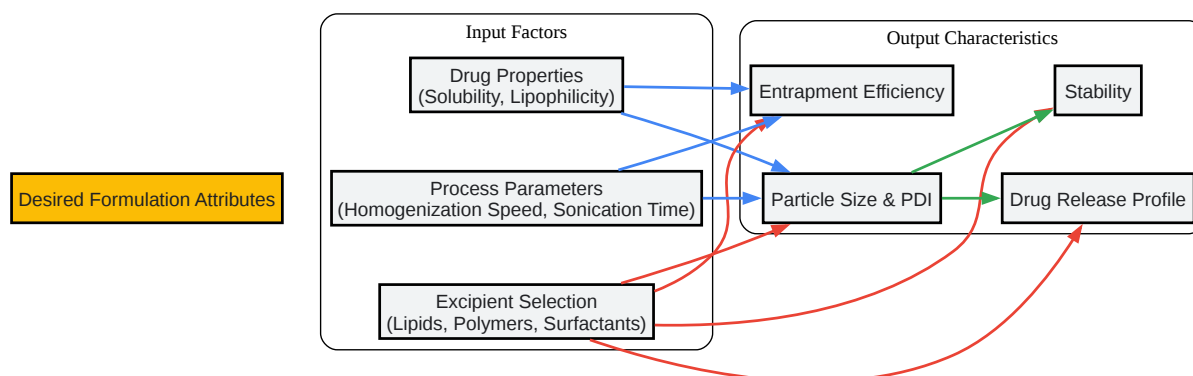 Input Factors
Output Characteristics
Drug Properties
(Solubility, Lipophilicity)
Entrapment Efficiency
Stability
Desired Formulation Attributes
Process Parameters
(Homogenization Speed, Sonication Time)
Particle Size & PDI
Drug Release Profile
Excipient Selection
(Lipids, Polymers, Surfactants)